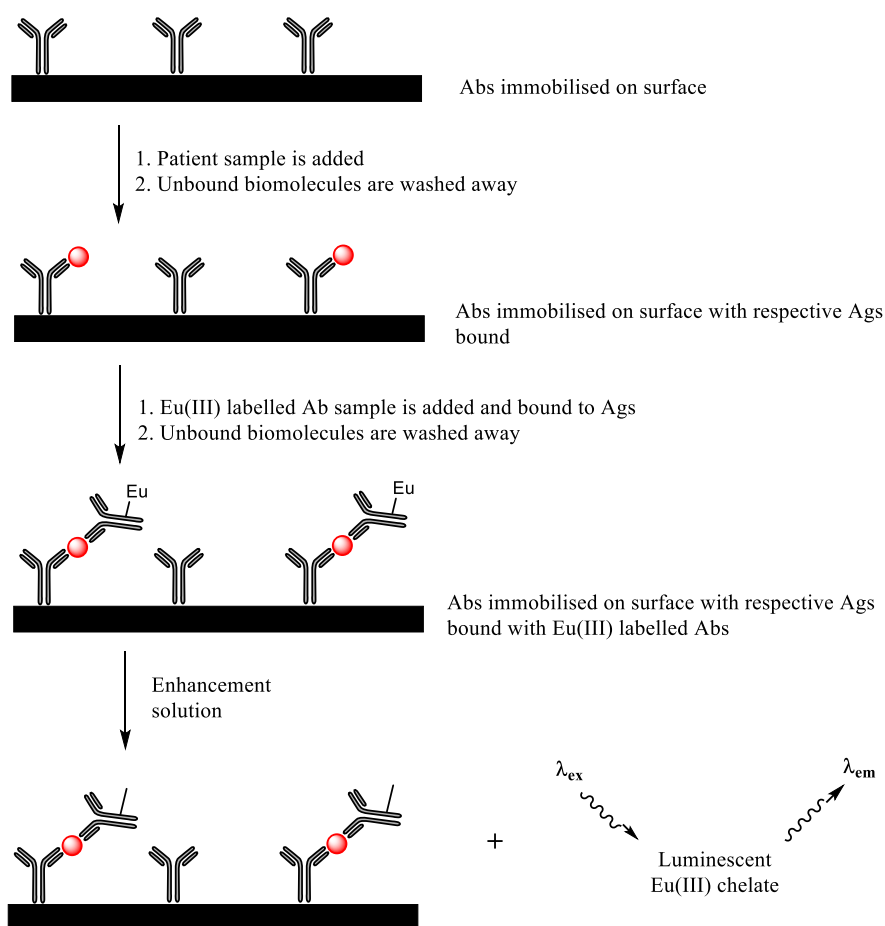 Abs immobilised on surface
1. Patient sample is added
2. Unbound biomolecules are washed away
Abs immobilised on surface with respective Ags
bound
1. Eu(III) labelled Ab sample is added and bound to Ags
2. Unbound biomolecules are washed away
Eu
Eu
Abs immobilised on surface with respective Ags
bound with Eu(III) labelled Abs
Enhancement
solution
λex
λem
+
Luminescent
Eu(III) chelate